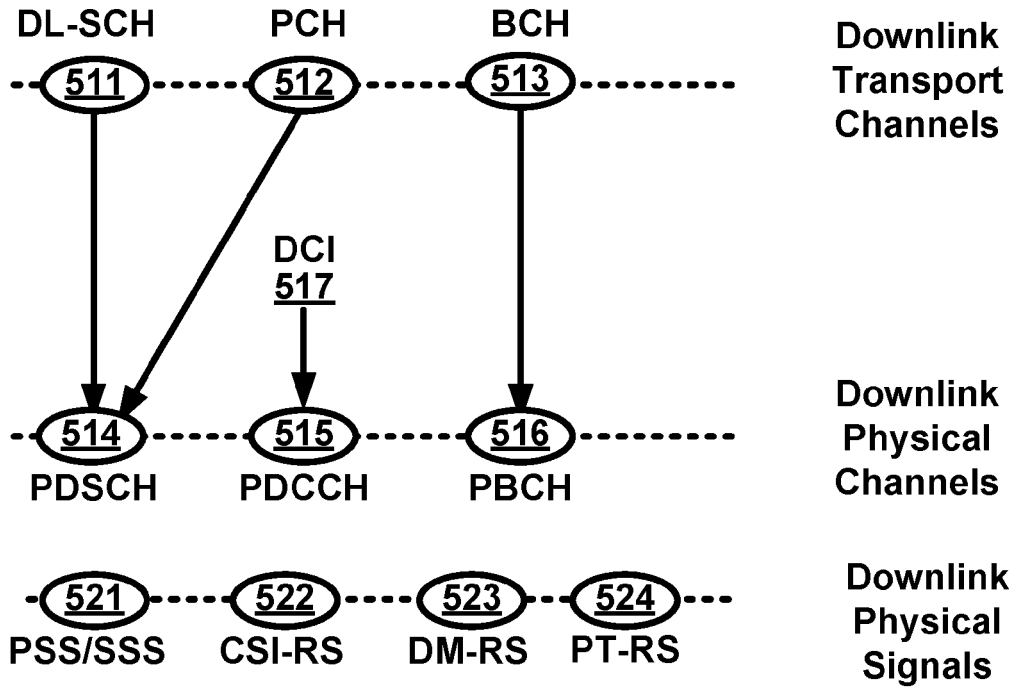 DL-SCH PCH BCH
511 512 513
Downlink
Transport
Channels
DCI
517
514 515 516
PDSCH PDCCH PBCH
Downlink
Physical
Channels
521 522 523 524
PSS/SSS CSI-RS DM-RS PT-RS
Downlink
Physical
Signals